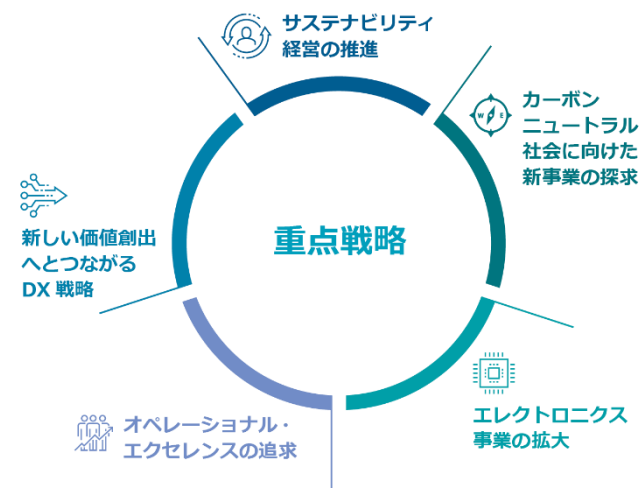 サステナビリティ
経営の推進
カーボン
ニュートラル
社会に向けた
新事業の探求
W E
新しい価値創出
へとつながる
DX 戦略
重点戦略
エレクトロニクス
事業の拡大
オペレーショナル・
エクセレンスの追求